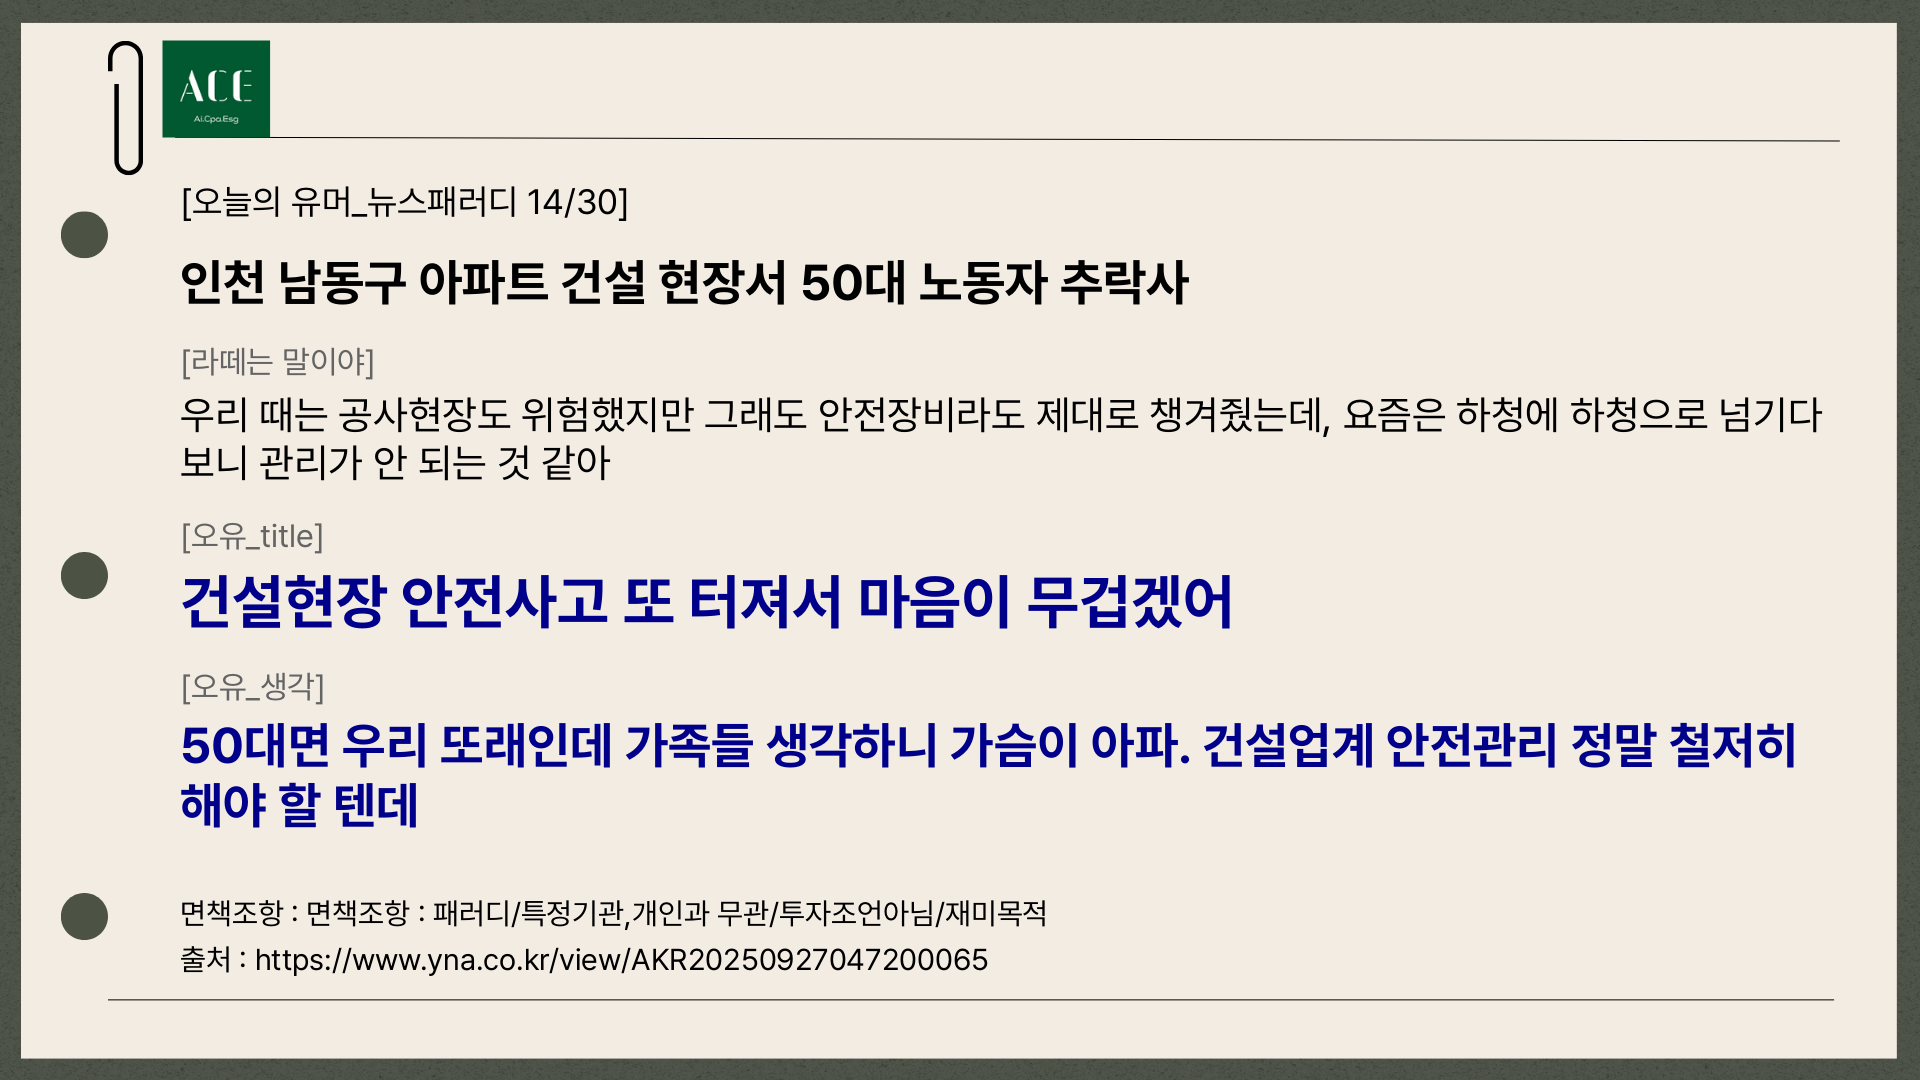 ACE
Ai.Cpa.Esg
[오늘의 유머_뉴스패러디 14/30]
인천 남동구 아파트 건설 현장서 50대 노동자 추락사
[라떼는 말이야]
우리 때는 공사현장도 위험했지만 그래도 안전장비라도 제대로 챙겨줬는데, 요즘은 하청에 하청으로 넘기다
보니 관리가 안 되는 것 같아
[오유_title]
건설현장 안전사고 또 터져서 마음이 무겁겠어
[오유_생각]
50대면 우리 또래인데 가족들 생각하니 가슴이 아파. 건설업계 안전관리 정말 철저히
해야 할 텐데
면책조항 : 면책조항 : 패러디/특정기관,개인과 무관/투자조언아님/재미목적
출처 : https://www.yna.co.kr/view/AKR20250927047200065